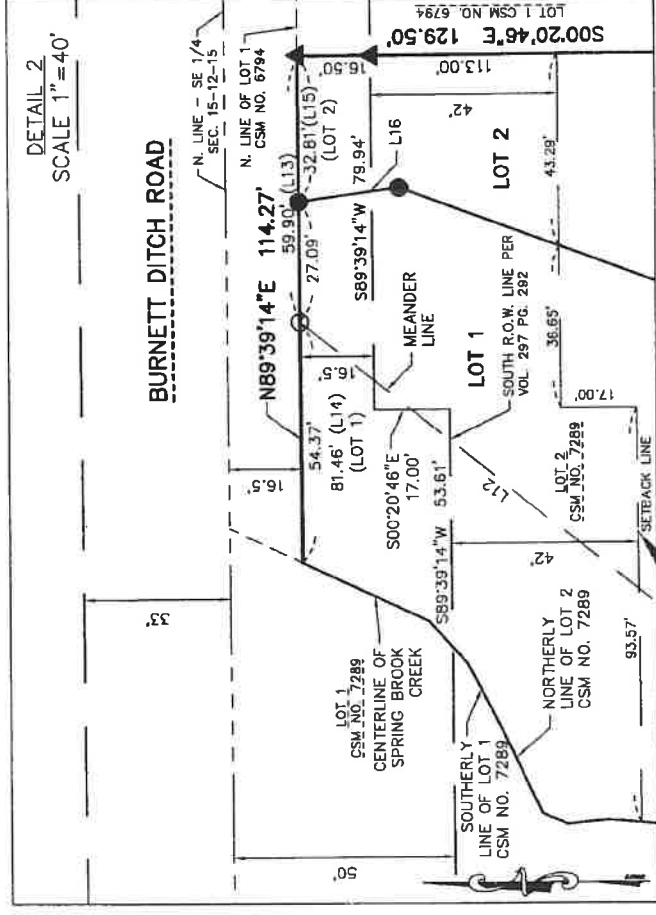 DETAIL 2
SCALE 1"=40'
BURNETT DITCH ROAD
N. LINE - SE 1/4
SEC. 15-12-15
N. LINE OF LOT 1
CSM NO. 6794
33'
16.5'
50'
N89°39'14"E 114.27'
59.90' (L13)
54.37'
27.09'
32.81' (L15)
(LOT 2)
81.46' (L14)
(LOT 1)
16.5'
16.50'
S00°20'46"E 129.50'
LOT 1 CSM NO. 6794
113.00'
42'
S89°39'14"W 79.94'
L16
MEANDER
LINE
S00°20'46"E
17.00'
LOT 1
CSM NO. 7289
CENTERLINE OF
SPRING BROOK
CREEK
S89°39'14"W 53.61'
LOT 1
SOUTH R.O.W. LINE PER
VOL. 297 PG. 292
LOT 2
43.29'
36.65'
17.00'
L72
LOT 2
CSM NO. 7289
SOUTHERLY
LINE OF LOT 1
CSM NO. 7289
NORTHERLY
LINE OF LOT 2
CSM NO. 7289
42'
93.57'
SETBACK LINE